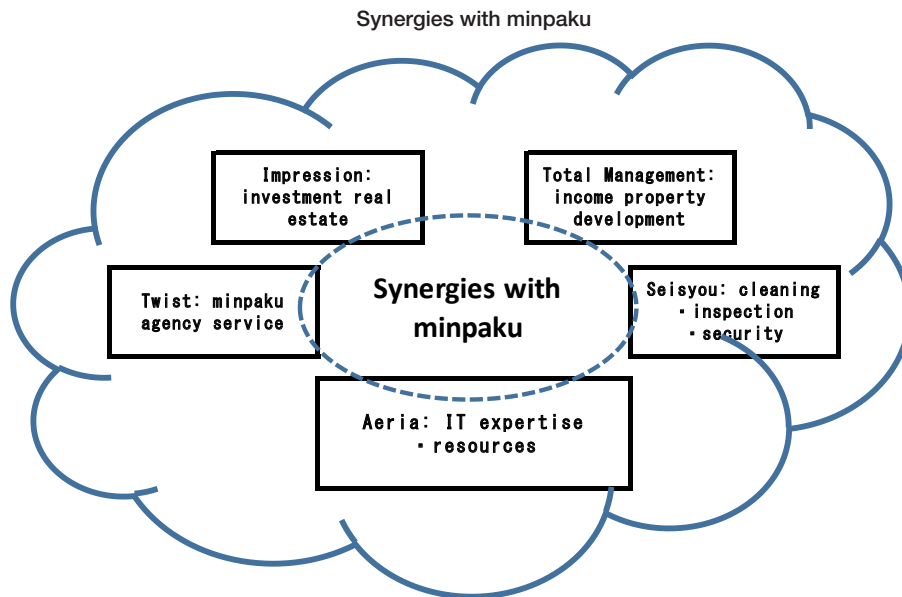 Synergies with minpaku
Impression:
investment real
estate
Total Management:
income property
development
Twist: minpaku
agency service
Synergies with
minpaku
Seisyou: cleaning
・inspection
・security
Aeria: IT expertise
・resources